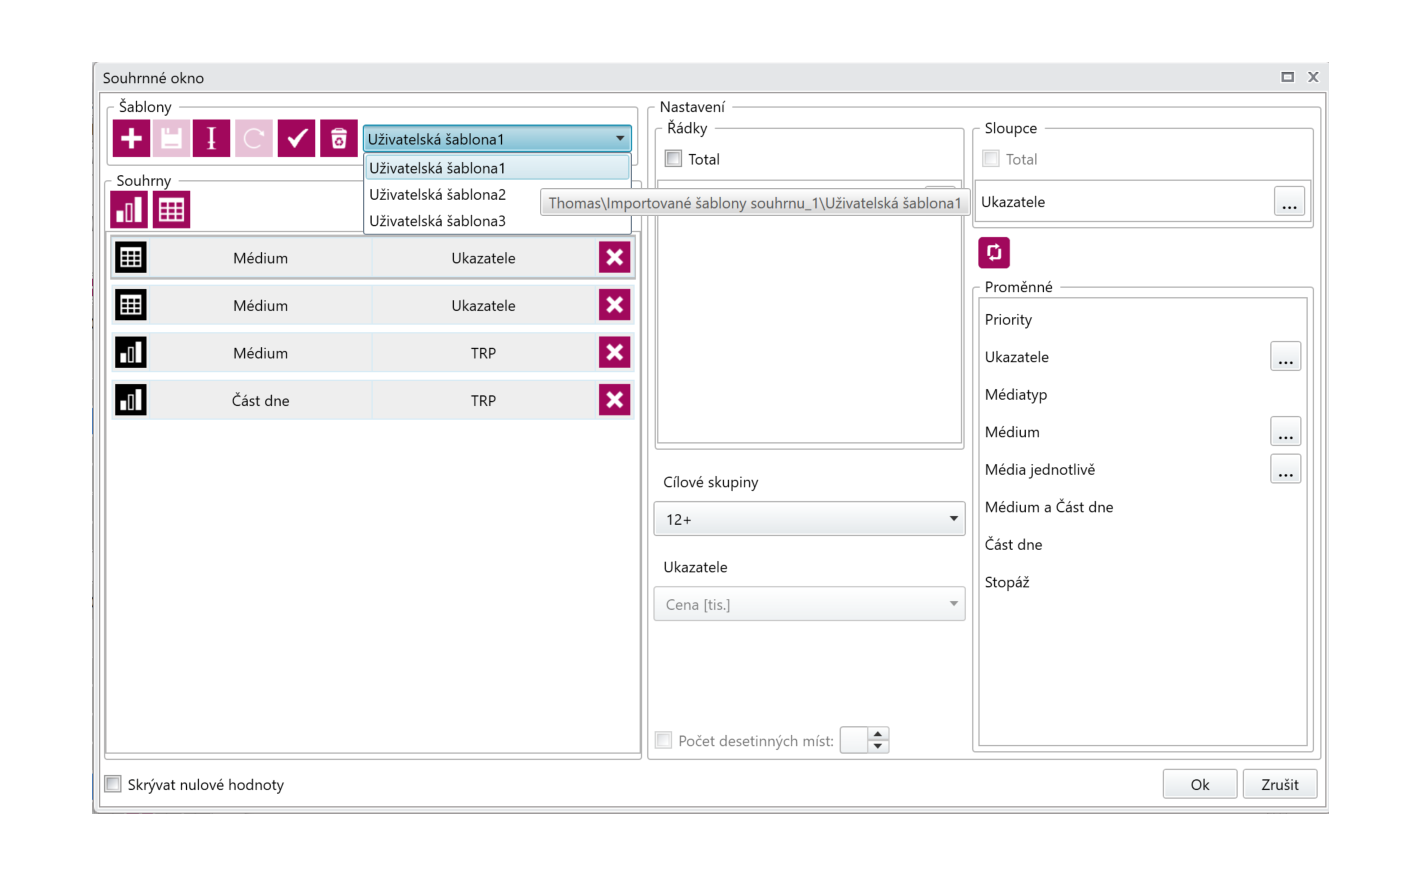 Souhrnné okno
Šablony
Uživatelská šablona1
Uživatelská šablona1
Uživatelská šablona2
Uživatelská šablona3
Thomas\Importované šablony souhrnu_1\Uživatelská šablona1
Souhrny
Médium Ukazatele
Médium Ukazatele
Médium TRP
Část dne TRP
Nastavení
Řádky
Total
Cílové skupiny
12+
Ukazatele
Cena [tis.]
Počet desetinných míst:
Sloupce
Total
Ukazatele ...
Proměnné
Priority
Ukazatele ...
Médiatyp
Médium ...
Média jednotlivě ...
Médium a Část dne
Část dne
Stopáž
Skrývat nulové hodnoty
Ok Zrušit